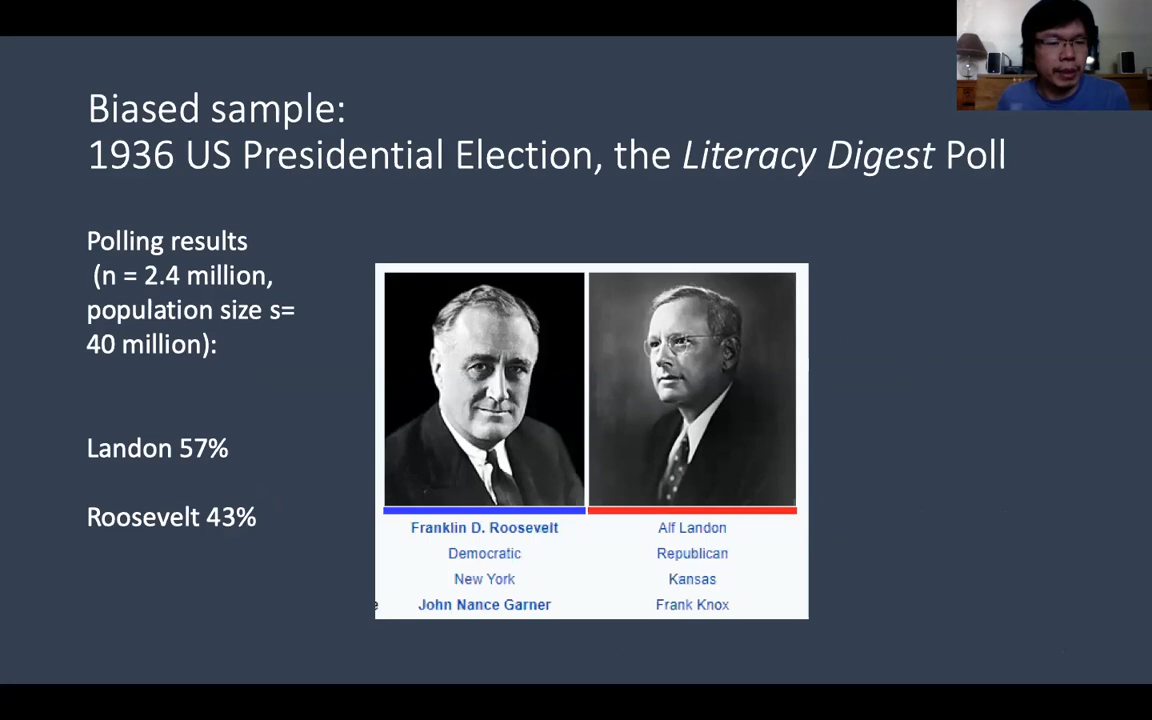 Biased sample:
1936 US Presidential Election, the Literacy Digest Poll
Polling results
(n = 2.4 million,
population size s=
40 million):
Landon 57%
Roosevelt 43%
Franklin D. Roosevelt
Alf Landon
Democratic
Republican
New York
Kansas
e
John Nance Garner
Frank Knox